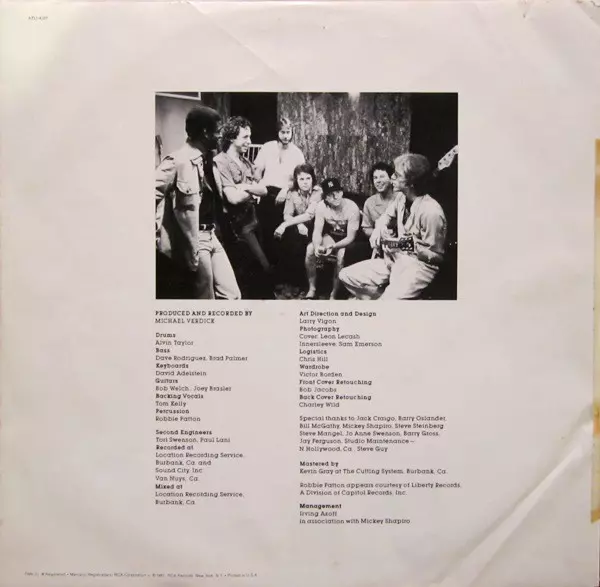 PRODUCED AND RECORDED BY
MICHAEL VERDICK
Drums
Alvin Taylor
Bass
Dave Rodriguez, Brad Palmer
Keyboards
David Adelstein
Guitars
Bob Welch, Joey Brasler
Backing Vocals
Tom Kelly
Percussion
Robbie Patton
Second Engineers
Tori Swenson, Paul Lani
Recorded at
Location Recording Service,
Burbank, Ca. and
Sound City, Inc.
Van Nuys, Ca.
Mixed at
Location Recording Service,
Burbank, Ca.
Art Direction and Design
Larry Vigon
Photography
Cover: Leon Lecash
Innersleeve: Sam Emerson
Logistics
Chris Hill
Wardrobe
Victor Borden
Front Cover Retouching
Bob Jacobs
Back Cover Retouching
Charley Wild
Special thanks to Jack Craigo, Barry Oslander,
Bill McGathy, Mickey Shapiro, Steve Steinberg
Steve Mangel, Jo Anne Swenson, Barry Gross,
Jay Ferguson, Studio Maintenance –
N Hollywood, Ca. Steve Guy
Mastered by
Kevin Gray at The Cutting System, Burbank, Ca.
Robbie Patton appears courtesy of Liberty Records,
A Division of Capitol Records, Inc.
Management
Irving Azoff
in association with Mickey Shapiro